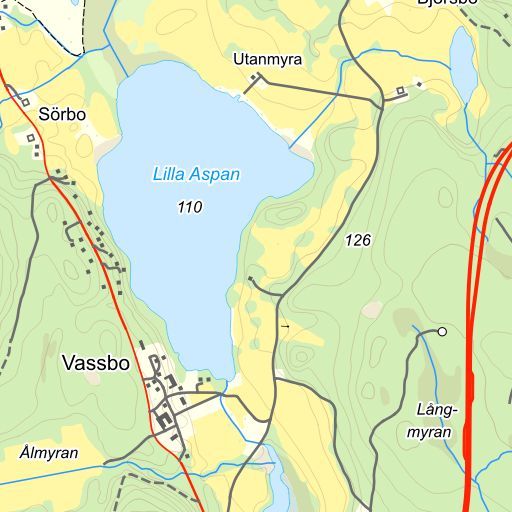 Björsbo
Utanmyra
Sörbo
Lilla Aspan
110
126
Vassbo
Lång-
myran
Ålmyran